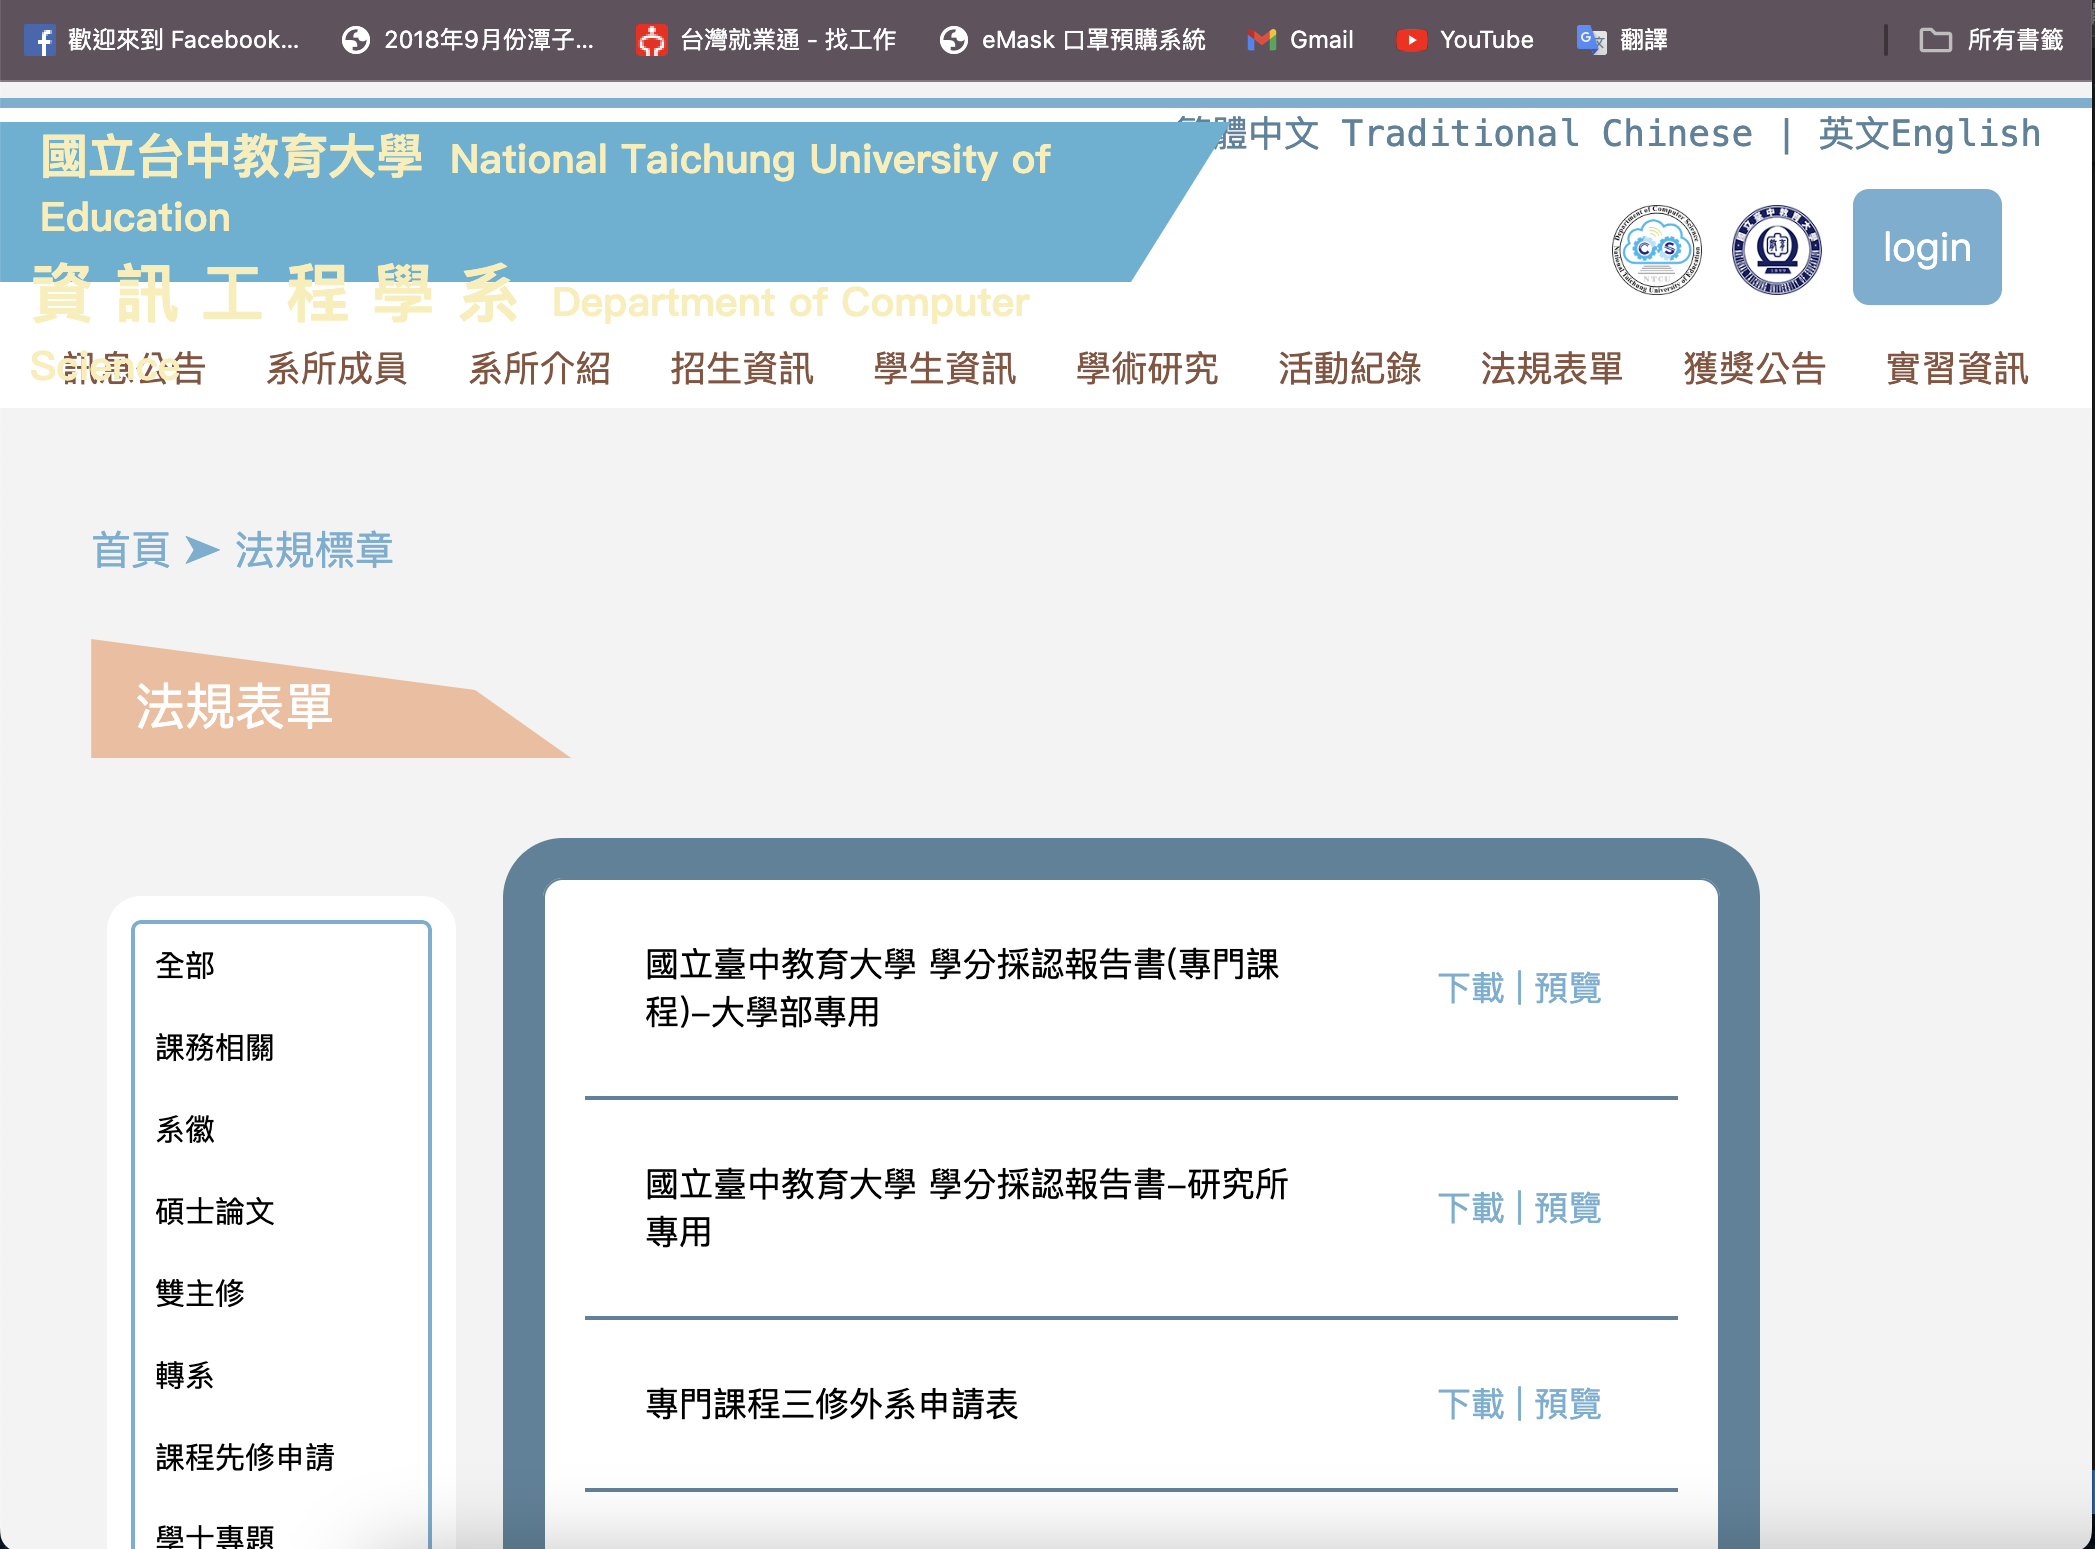 歡迎來到 Facebook... 2018年9月份潭子... 台灣就業通 - 找工作 eMask 口罩預購系統 Gmail YouTube 翻譯 所有書籤
繁體中文 Traditional Chinese | 英文English
國立台中教育大學 National Taichung University of
Education
login
資訊工程學系 Department of Computer
Science
訊息公告 系所成員 系所介紹 招生資訊 學生資訊 學術研究 活動紀錄 法規表單 獲獎公告 實習資訊
首頁 ➤ 法規標章
法規表單
全部
課務相關
系徽
碩士論文
雙主修
轉系
課程先修申請
學士專題
國立臺中教育大學 學分採認報告書(專門課
程)–大學部專用
下載 | 預覽
國立臺中教育大學 學分採認報告書–研究所
專用
下載 | 預覽
專門課程三修外系申請表
下載 | 預覽